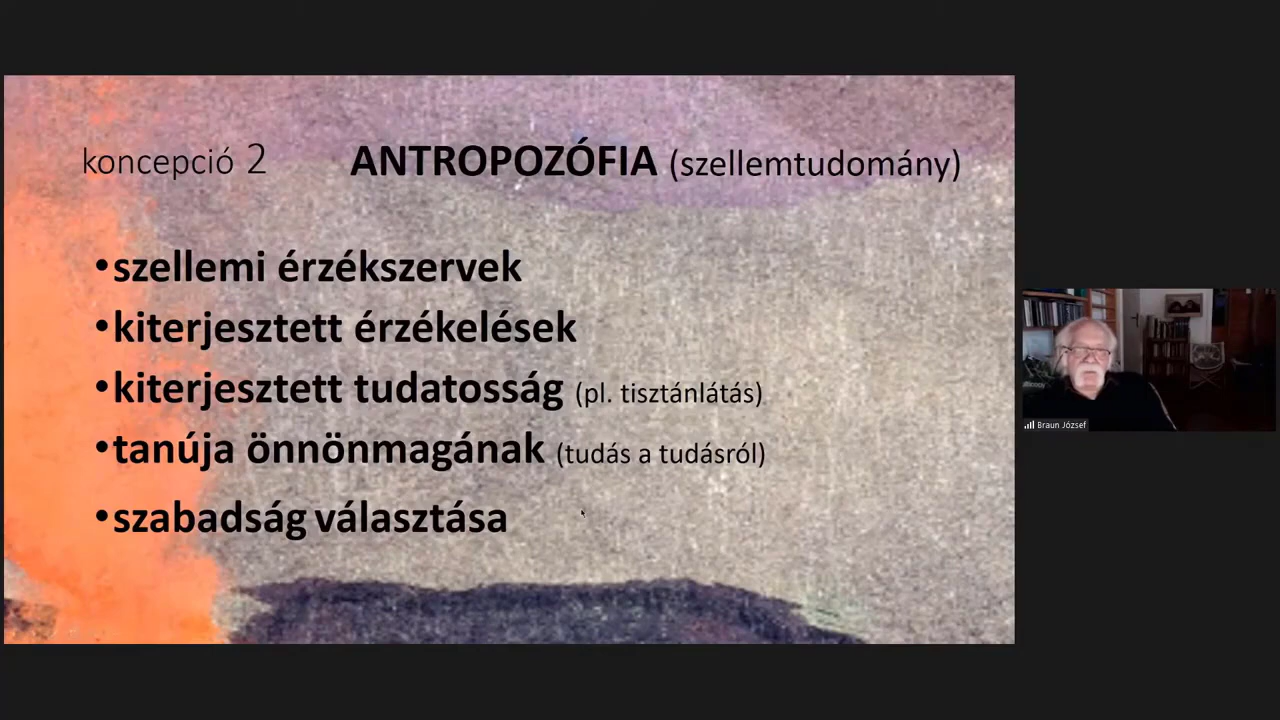 koncepció 2 ANTROPOZÓFIA (szellemtudomány)
•szellemi érzékszervek
•kiterjesztett érzékelések
•kiterjesztett tudatosság (pl. tisztánlátás)
•tanúja önnönmagának (tudás a tudásról)
•szabadság választása
Braun József